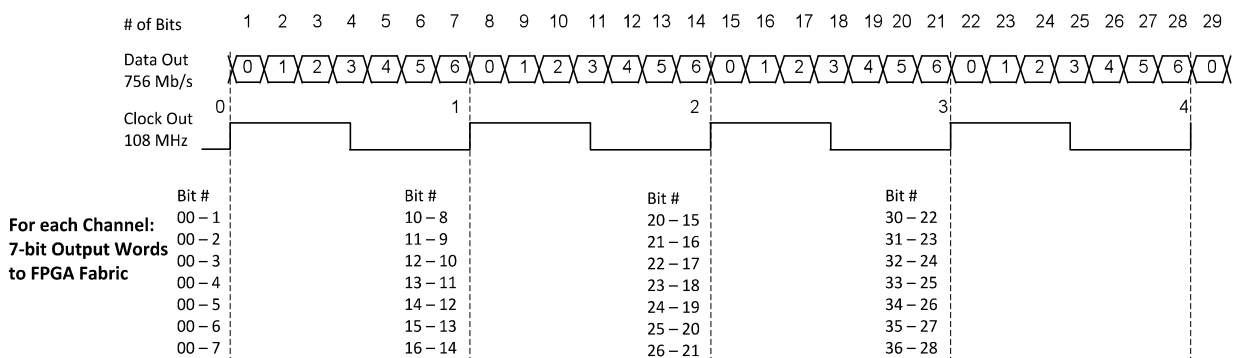 # of Bits 1 2 3 4 5 6 7 8 9 10 11 12 13 14 15 16 17 18 19 20 21 22 23 24 25 26 27 28 29
Data Out 0 1 2 3 4 5 6 0 1 2 3 4 5 6 0 1 2 3 4 5 6 0 1 2 3 4 5 6 0
756 Mb/s
0 1 2 3 4
Clock Out
108 MHz
For each Channel:
7-bit Output Words
to FPGA Fabric
Bit #
00 – 1
00 – 2
00 – 3
00 – 4
00 – 5
00 – 6
00 – 7
Bit #
10 – 8
11 – 9
12 – 10
13 – 11
14 – 12
15 – 13
16 – 14
Bit #
20 – 15
21 – 16
22 – 17
23 – 18
24 – 19
25 – 20
26 – 21
Bit #
30 – 22
31 – 23
32 – 24
33 – 25
34 – 26
35 – 27
36 – 28